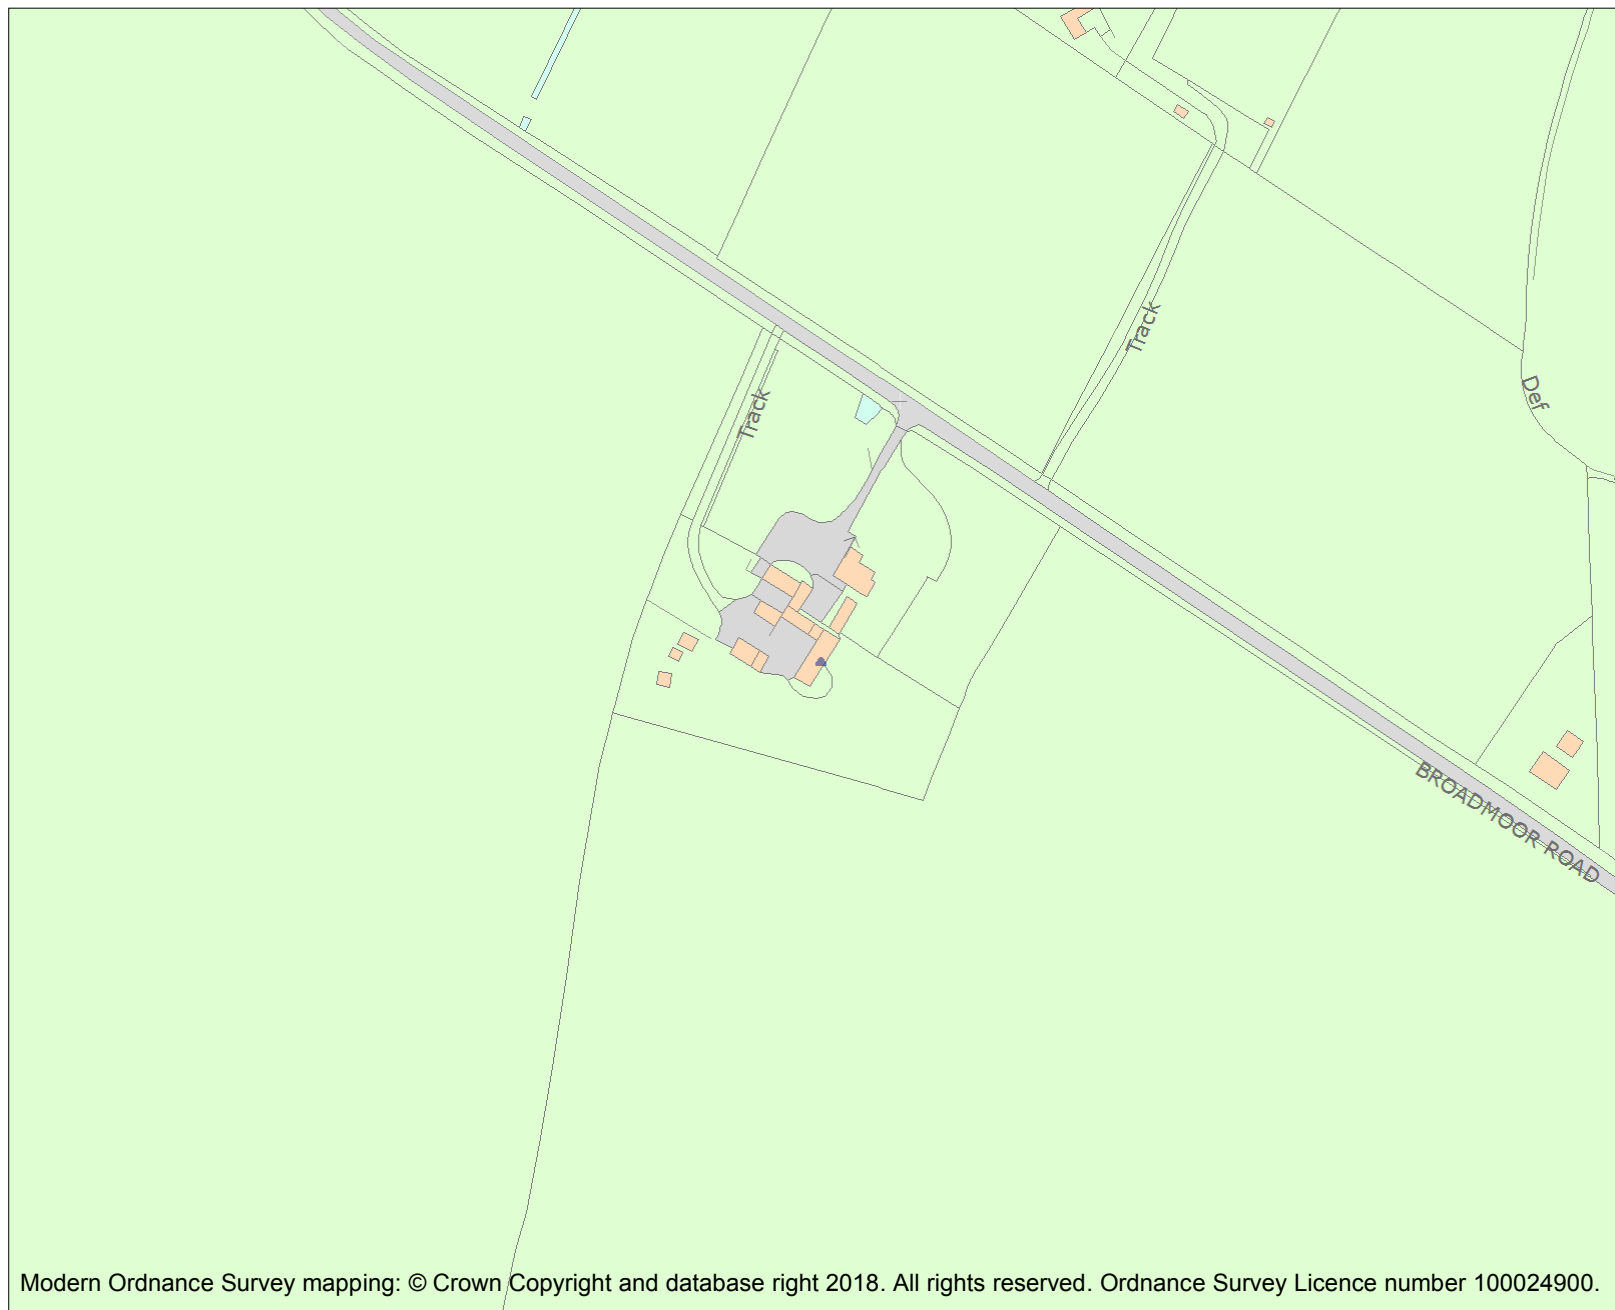 Track
Track
Def
BROADMOOR ROAD
Modern Ordnance Survey mapping: © Crown Copyright and database right 2018. All rights reserved. Ordnance Survey Licence number 100024900.